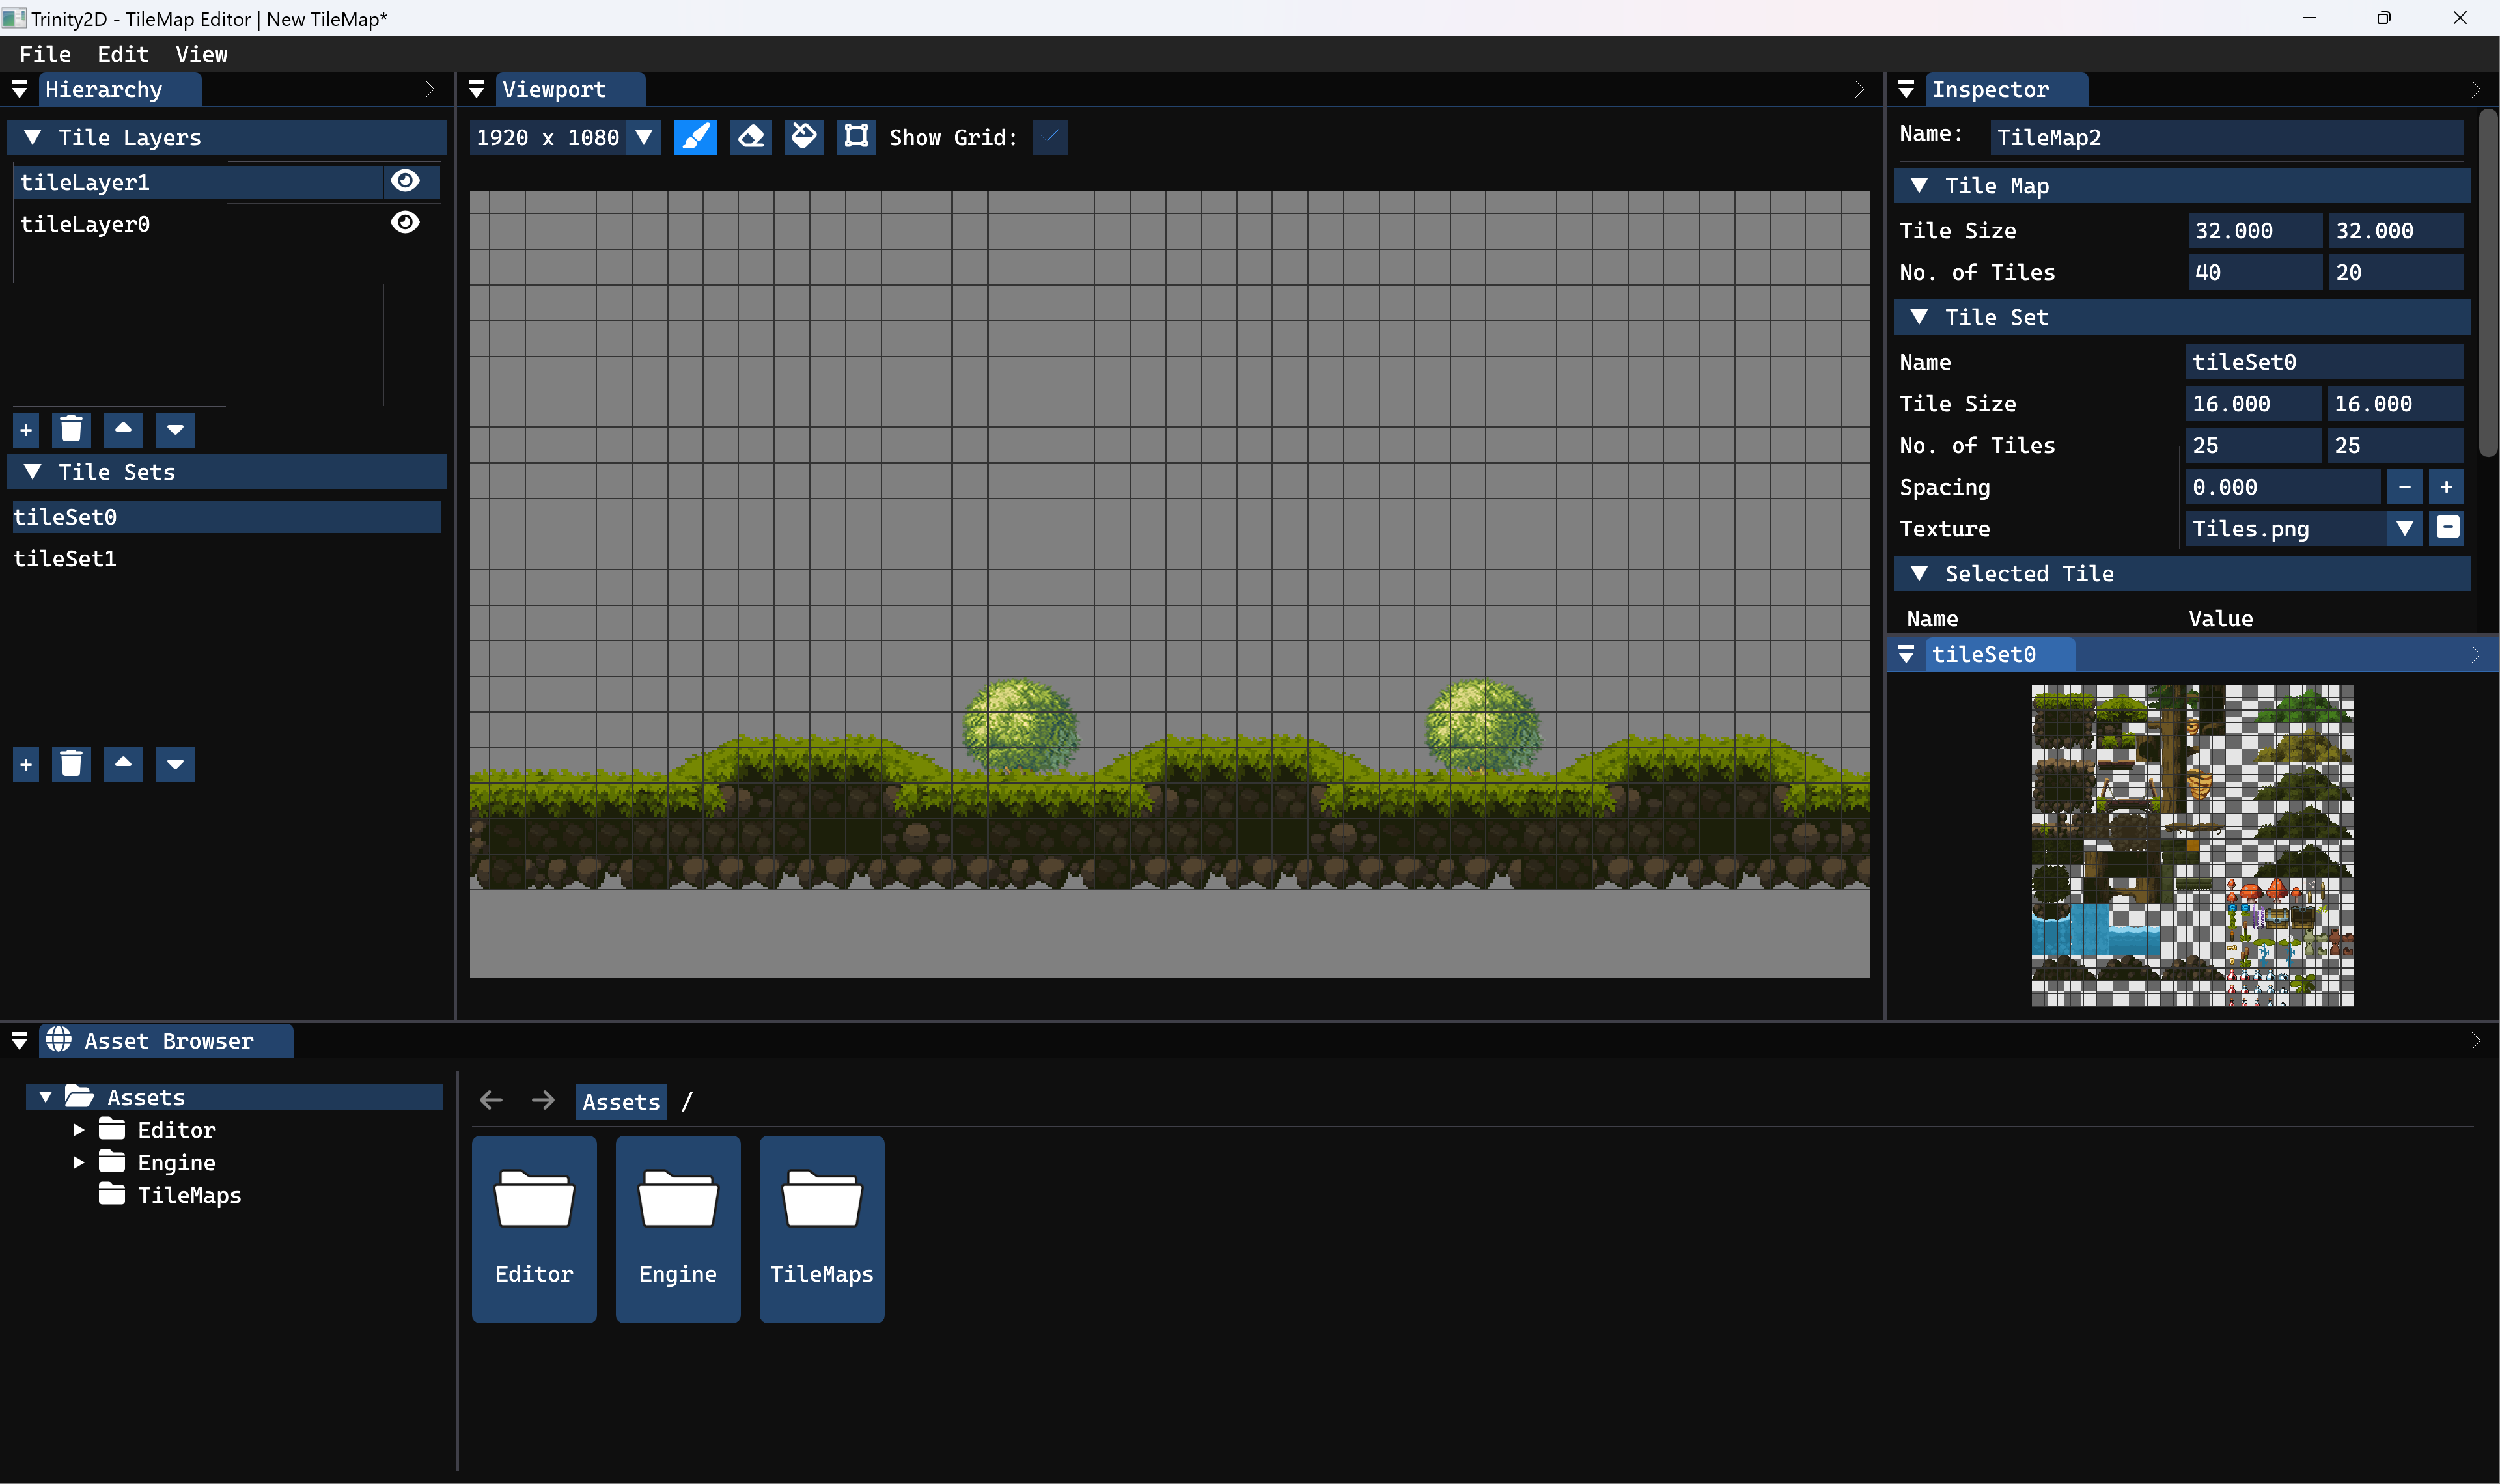 Trinity2D - TileMap Editor | New TileMap*
File Edit View
Hierarchy
Tile Layers
tileLayer1
tileLayer0
+
Tile Sets
tileSet0
tileSet1
+
Viewport
1920 x 1080 Show Grid:
Inspector
Name: TileMap2
Tile Map
Tile Size 32.000 32.000
No. of Tiles 40 20
Tile Set
Name tileSet0
Tile Size 16.000 16.000
No. of Tiles 25 25
Spacing 0.000 - +
Texture Tiles.png
Selected Tile
Name Value
tileSet0
Asset Browser
Assets
Editor
Engine
TileMaps
Assets /
Editor Engine TileMaps